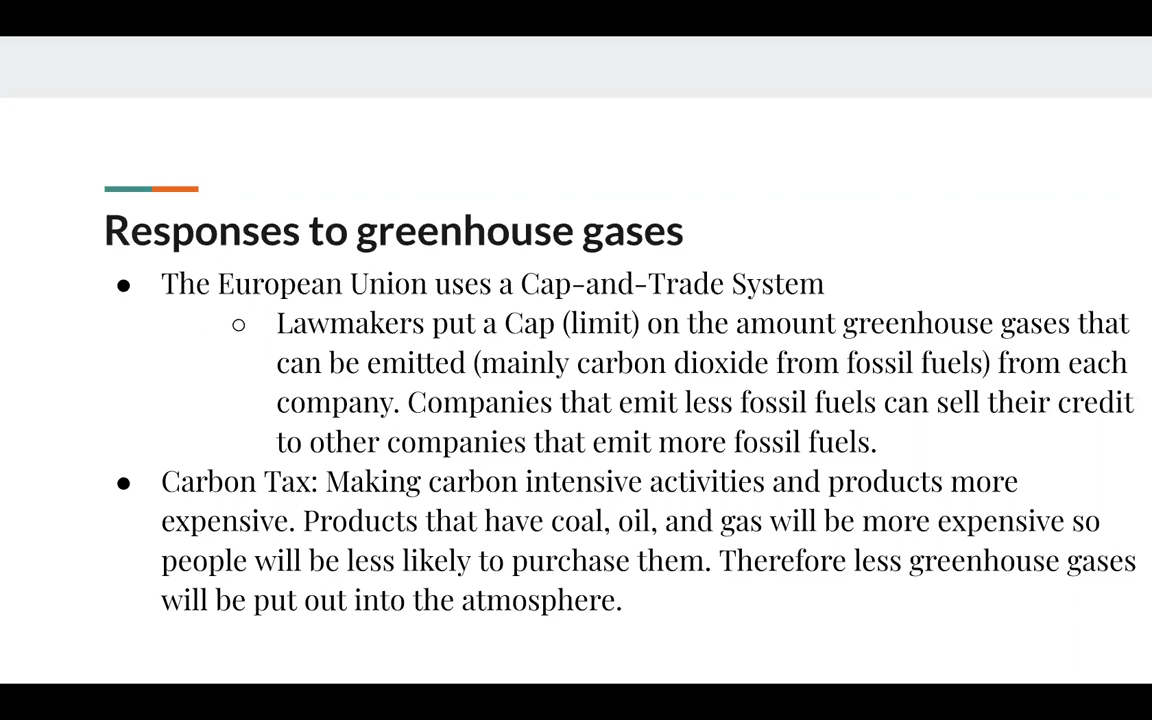 Responses to greenhouse gases
● The European Union uses a Cap-and-Trade System
○ Lawmakers put a Cap (limit) on the amount greenhouse gases that
can be emitted (mainly carbon dioxide from fossil fuels) from each
company. Companies that emit less fossil fuels can sell their credit
to other companies that emit more fossil fuels.
● Carbon Tax: Making carbon intensive activities and products more
expensive. Products that have coal, oil, and gas will be more expensive so
people will be less likely to purchase them. Therefore less greenhouse gases
will be put out into the atmosphere.